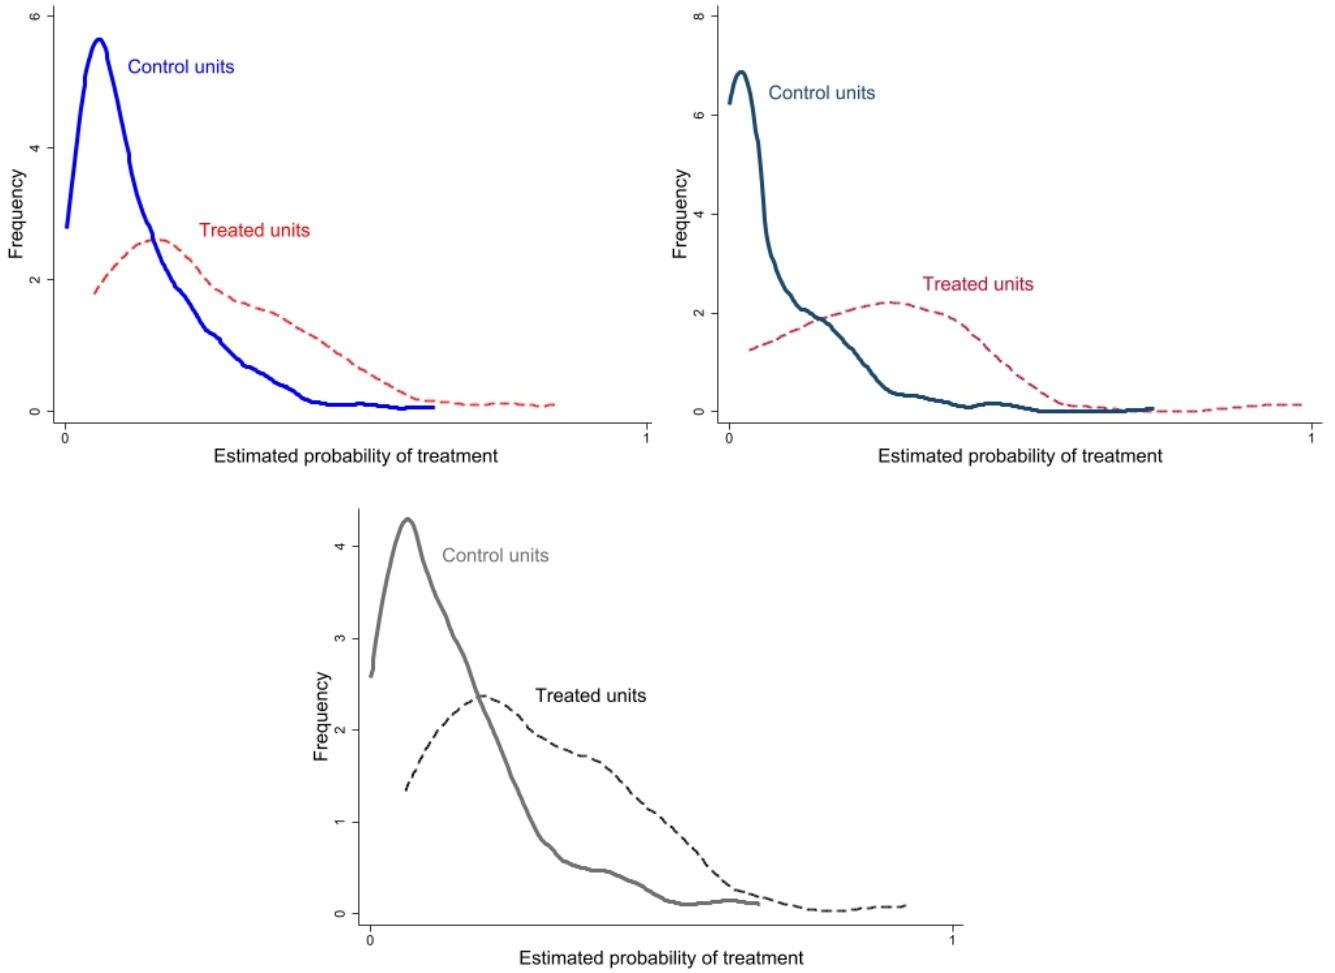 6
4
2
0
Frequency
Control units
Treated units
0
1
Estimated probability of treatment
8
6
4
2
0
Frequency
Control units
Treated units
0
1
Estimated probability of treatment
4
3
2
1
0
Frequency
Control units
Treated units
0
1
Estimated probability of treatment